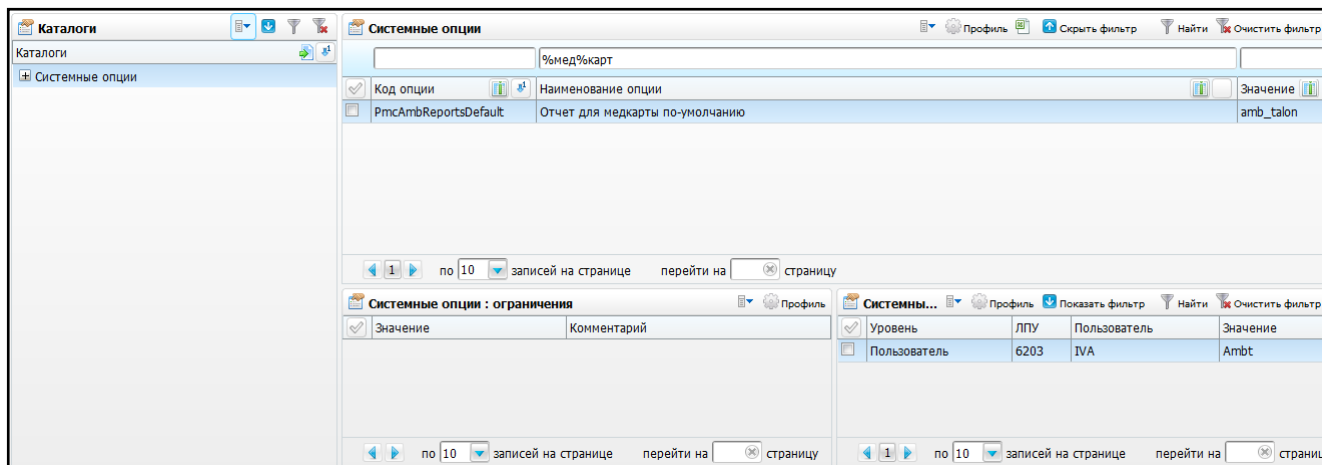 Каталоги
Каталоги
Системные опции
Системные опции
Профиль Скрыть фильтр Найти Очистить фильтр
%мед%карт
Код опции Наименование опции Значение
PmcAmbReportsDefault Отчет для медкарты по-умолчанию amb_talon
1 по 10 записей на странице перейти на страницу
Системные опции : ограничения Профиль
Значение Комментарий
по 10 записей на странице перейти на страницу
Системны... Профиль Показать фильтр Найти Очистить фильтр
Уровень ЛПУ Пользователь Значение
Пользователь 6203 IVA Ambt
1 по 10 записей на странице перейти на страниц